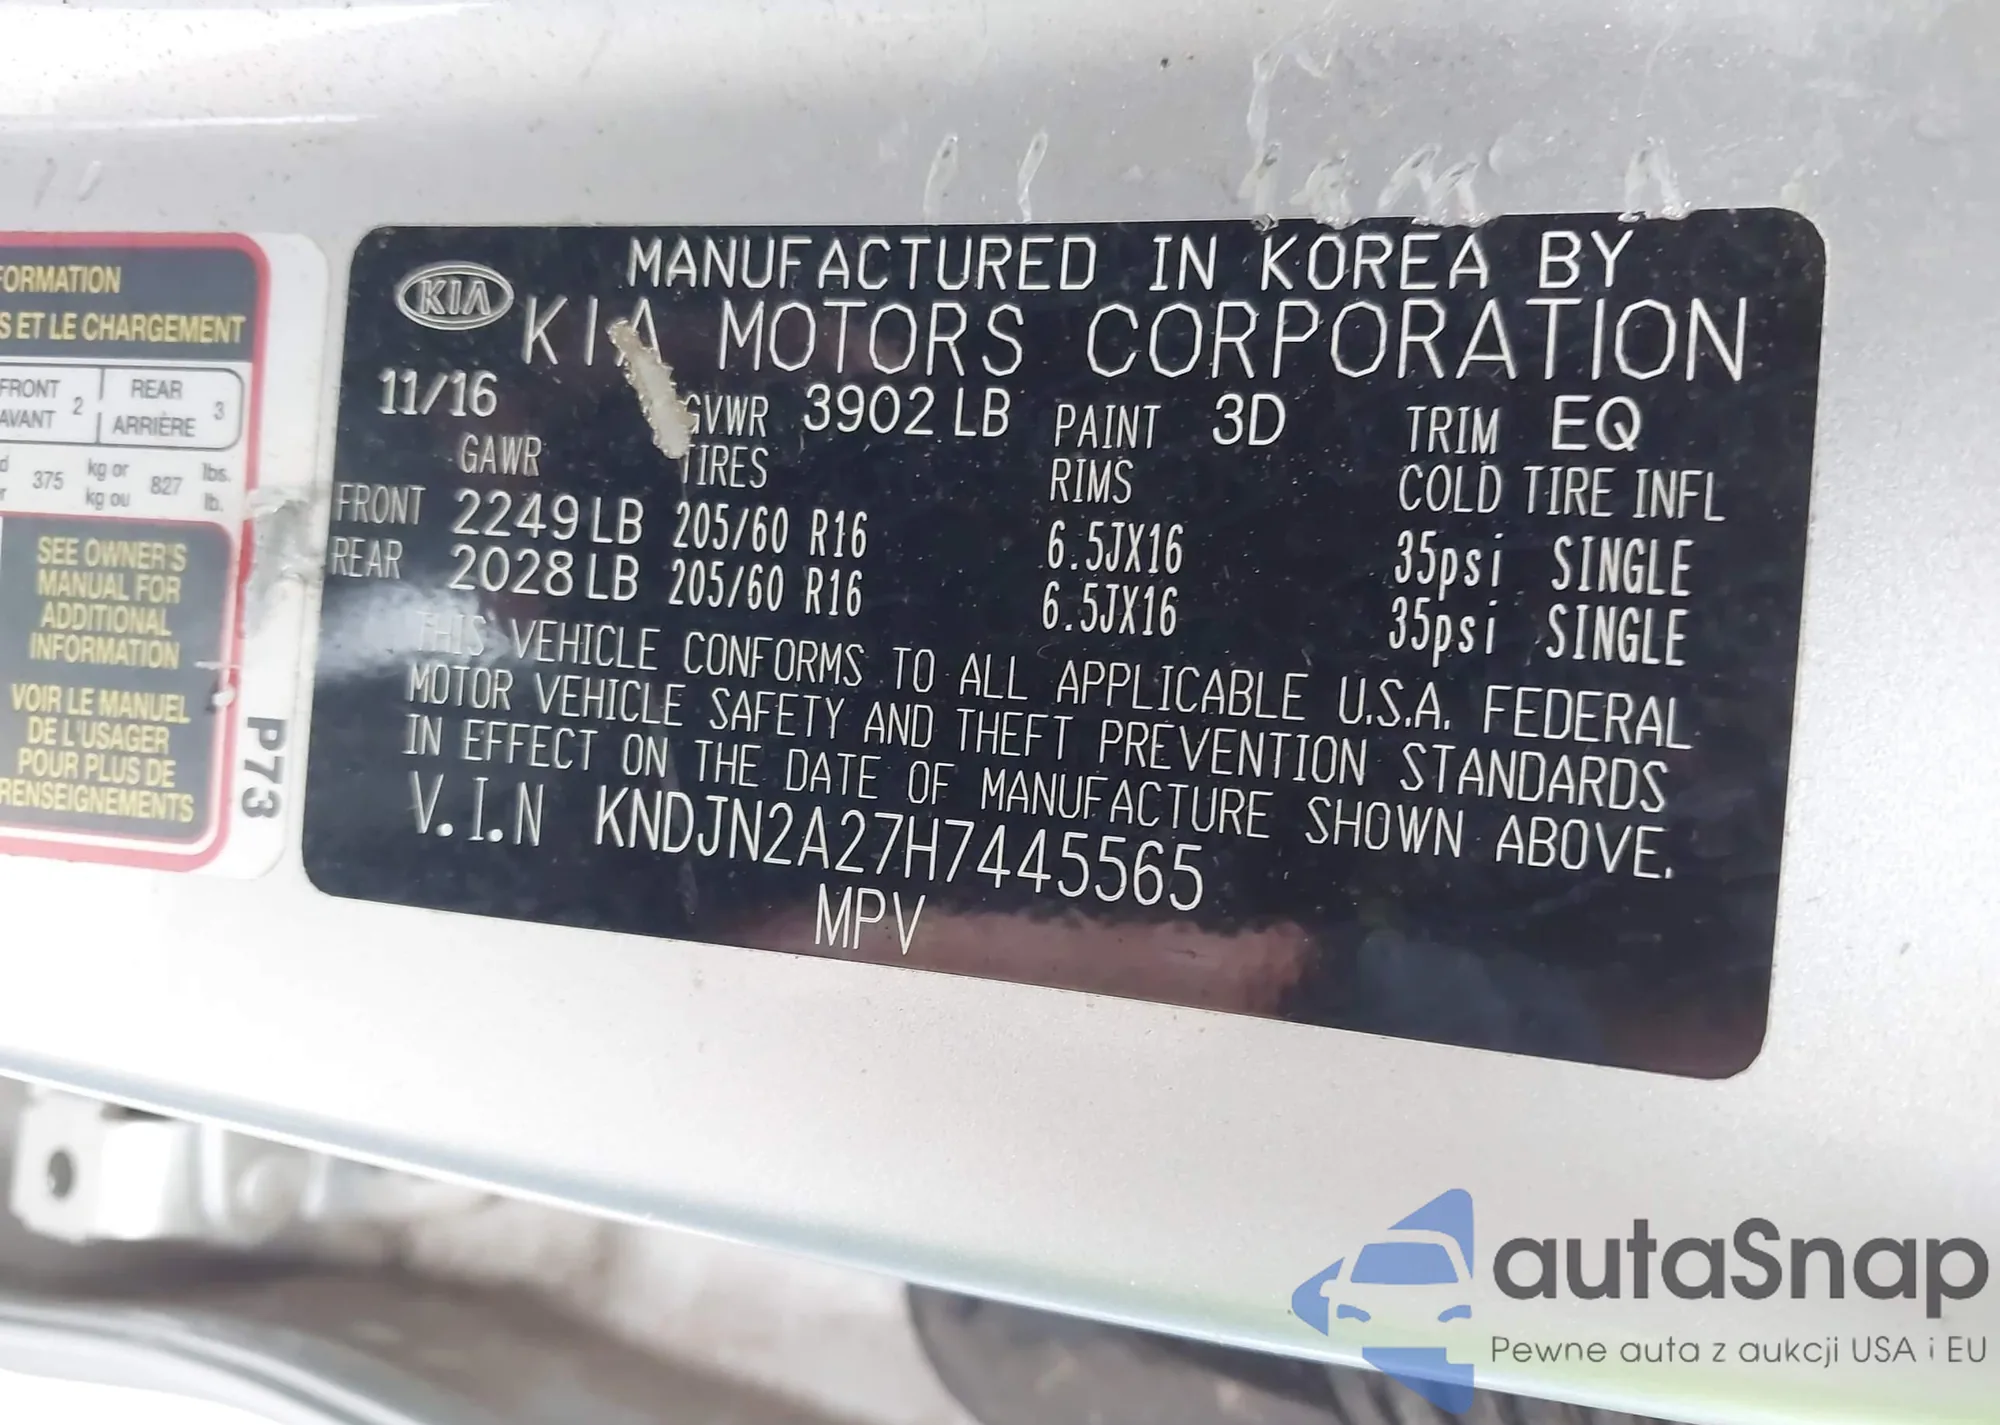 FORMATION
S ET LE CHARGEMENT
FRONT 2 REAR 3
AVANT ARRIÈRE
375 kg or 827 lbs.
kg ou lb.
SEE OWNER'S
MANUAL FOR
ADDITIONAL
INFORMATION
VOIR LE MANUEL
DE L'USAGER
POUR PLUS DE
RENSEIGNEMENTS
P73
KIA
MANUFACTURED IN KOREA BY
KIA MOTORS CORPORATION
11/16 GVWR 3902 LB PAINT 3D TRIM EQ
GAWR TIRES RIMS COLD TIRE INFL
FRONT 2249 LB 205/60 R16 6.5JX16 35psi SINGLE
REAR 2028 LB 205/60 R16 6.5JX16 35psi SINGLE
THIS VEHICLE CONFORMS TO ALL APPLICABLE U.S.A. FEDERAL
MOTOR VEHICLE SAFETY AND THEFT PREVENTION STANDARDS
IN EFFECT ON THE DATE OF MANUFACTURE SHOWN ABOVE.
V.I.N KNDJN2A27H7445565
MPV
autaSnap
Pewne auta z aukcji USA i EU